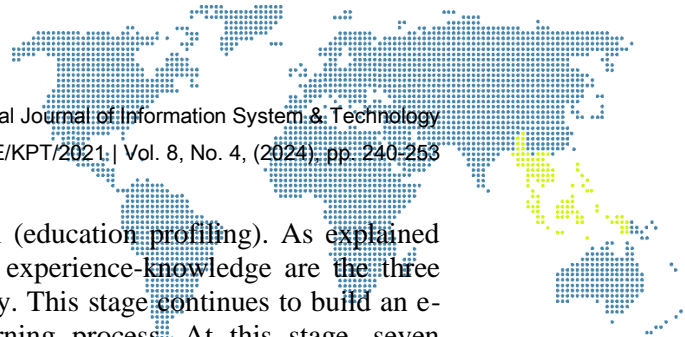 al Journal of Information System & Technology
E/KPT/2021 | Vol. 8, No. 4, (2024), pp. 240-253
(education profiling). As explained
experience-knowledge are the three
y. This stage continues to build an e-
rning process. At this stage, seven